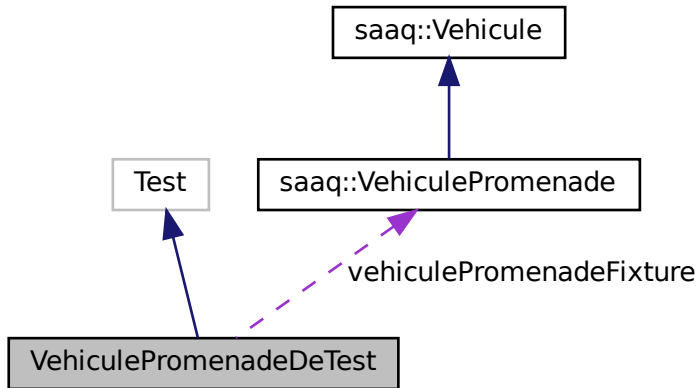 saaq::Vehicule
Test
saaq::VehiculePromenade
vehiculePromenadeFixture
VehiculePromenadeDeTest